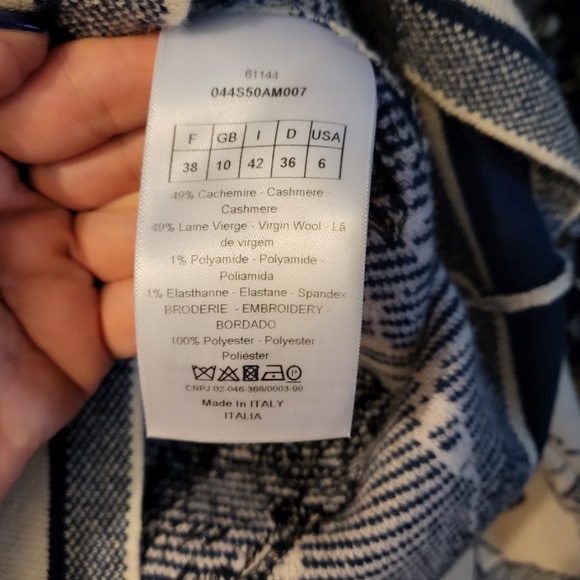 61144
044S50AM007
F GB I D USA
38 10 42 36 6
49% Cachemire - Cashmere -
Cashmere
49% Laine Vierge - Virgin Wool - Lã
de virgem
1% Polyamide - Polyamide -
Poliamida
1% Elasthanne - Elastane - Spandex
BRODERIE - EMBROIDERY -
BORDADO
100% Polyester - Polyester -
Poliéster
CNPJ 02-046-366/0003-99
Made In ITALY
ITALIA